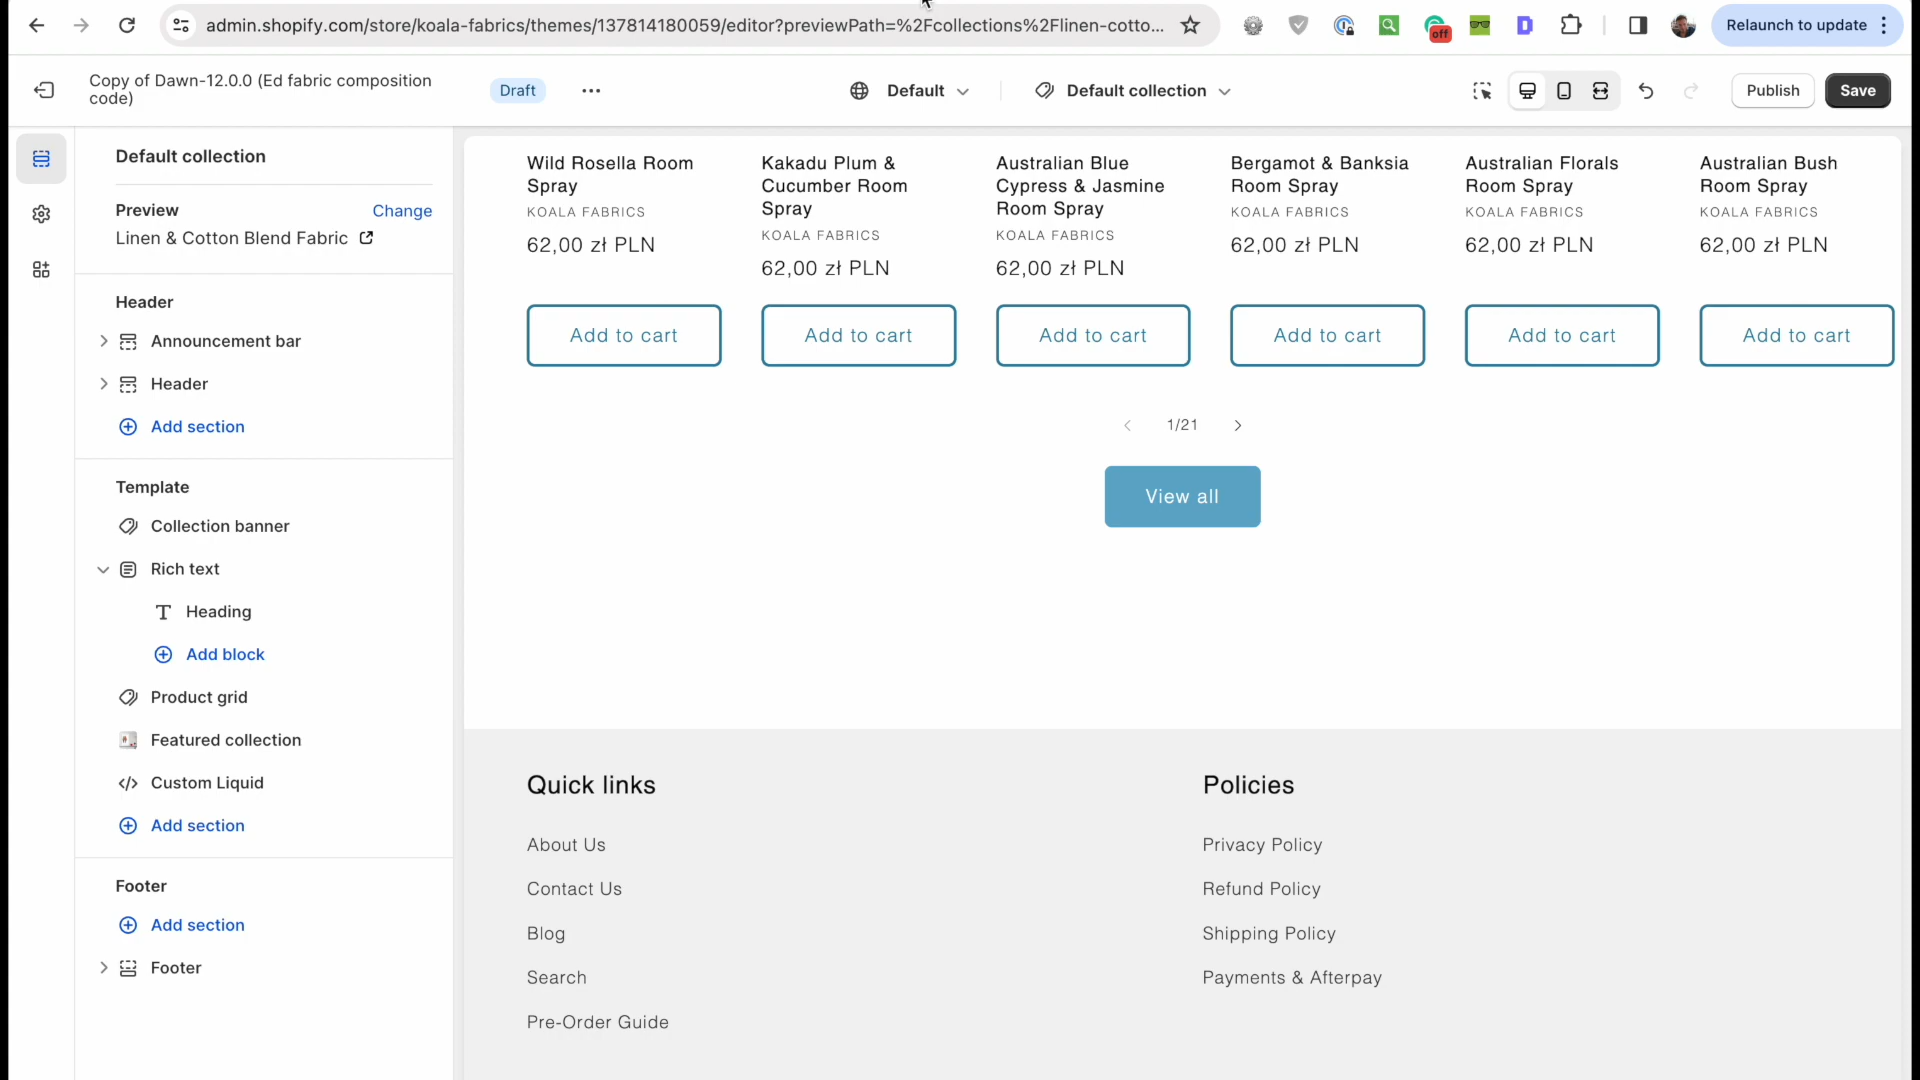 admin.shopify.com/store/koala-fabrics/themes/137814180059/editor?previewPath=%2Fcollections%2Flinen-cotto...
off
Relaunch to update
Copy of Dawn-12.0.0 (Ed fabric composition
code)
Draft
Default
Default collection
Publish
Save
Default collection
Preview
Change
Linen & Cotton Blend Fabric
Header
Announcement bar
Header
Add section
Template
Collection banner
Rich text
Heading
Add block
Product grid
Featured collection
Custom Liquid
Add section
Footer
Add section
Footer
Wild Rosella Room
Spray
KOALA FABRICS
62,00 zł PLN
Add to cart
Kakadu Plum &
Cucumber Room
Spray
KOALA FABRICS
62,00 zł PLN
Add to cart
Australian Blue
Cypress & Jasmine
Room Spray
KOALA FABRICS
62,00 zł PLN
Add to cart
Bergamot & Banksia
Room Spray
KOALA FABRICS
62,00 zł PLN
Add to cart
Australian Florals
Room Spray
KOALA FABRICS
62,00 zł PLN
Add to cart
Australian Bush
Room Spray
KOALA FABRICS
62,00 zł PLN
Add to cart
1/21
View all
Quick links
About Us
Contact Us
Blog
Search
Pre-Order Guide
Policies
Privacy Policy
Refund Policy
Shipping Policy
Payments & Afterpay